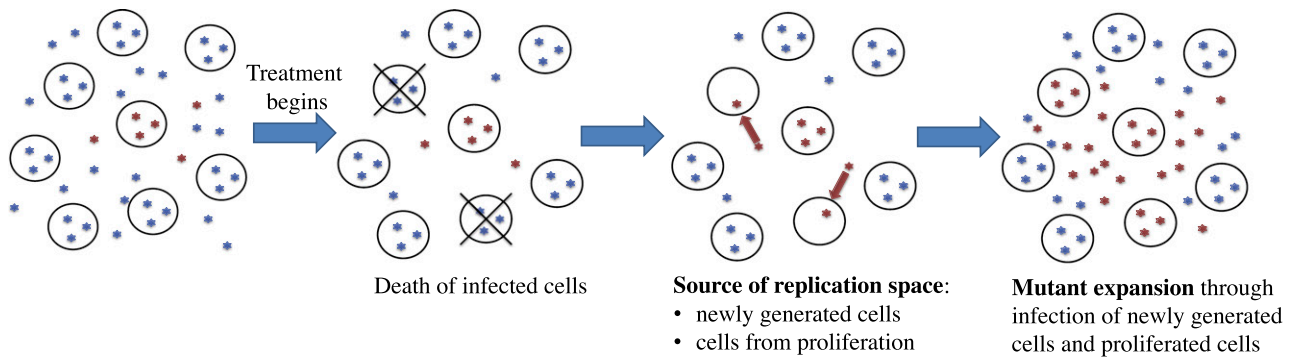 Treatment
begins
Death of infected cells
Source of replication space:
• newly generated cells
• cells from proliferation
Mutant expansion through
infection of newly generated
cells and proliferated cells